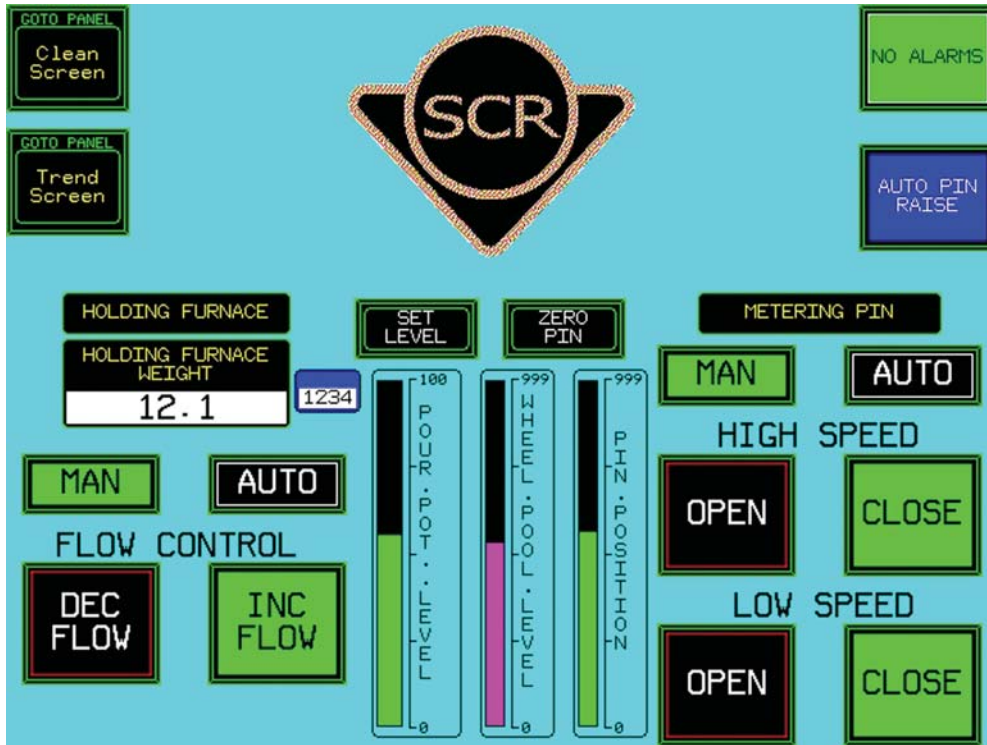 GOTO PANEL
Clean
Screen
GOTO PANEL
Trend
Screen
SCR
NO ALARMS
AUTO PIN
RAISE
HOLDING FURNACE
HOLDING FURNACE
WEIGHT
12.1
1234
MAN
AUTO
FLOW CONTROL
DEC
FLOW
INC
FLOW
SET
LEVEL
ZERO
PIN
100
POUR.POT.LEVEL
0
999
WHEEL.POOL.LEVEL
0
999
PIN.POSITION
0
METERING PIN
MAN
AUTO
HIGH SPEED
OPEN
CLOSE
LOW SPEED
OPEN
CLOSE